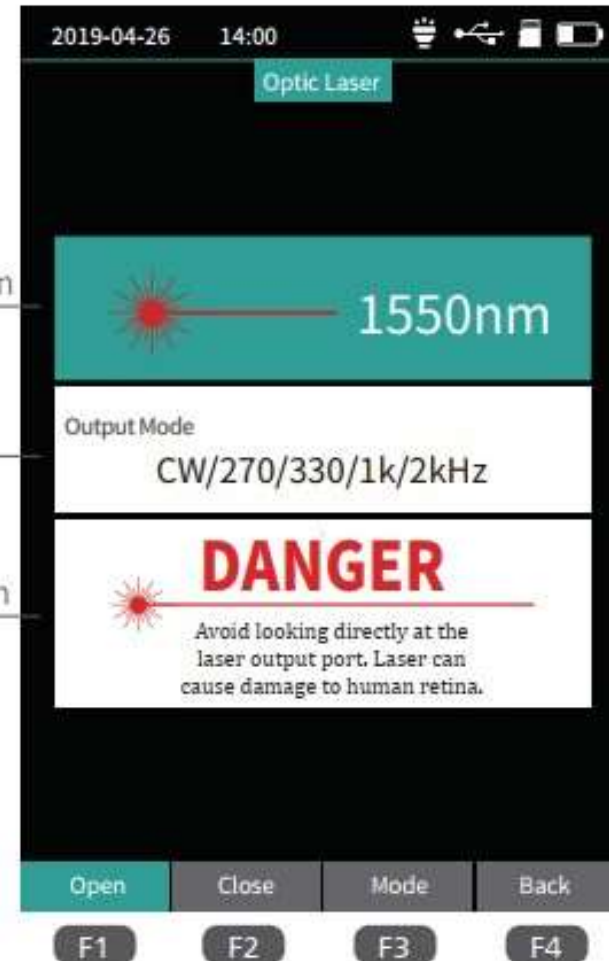 2019-04-26 14:00
Optic Laser
1550nm
Output Mode
CW/270/330/1k/2kHz
DANGER
Avoid looking directly at the
laser output port. Laser can
cause damage to human retina.
Open Close Mode Back
F1 F2 F3 F4